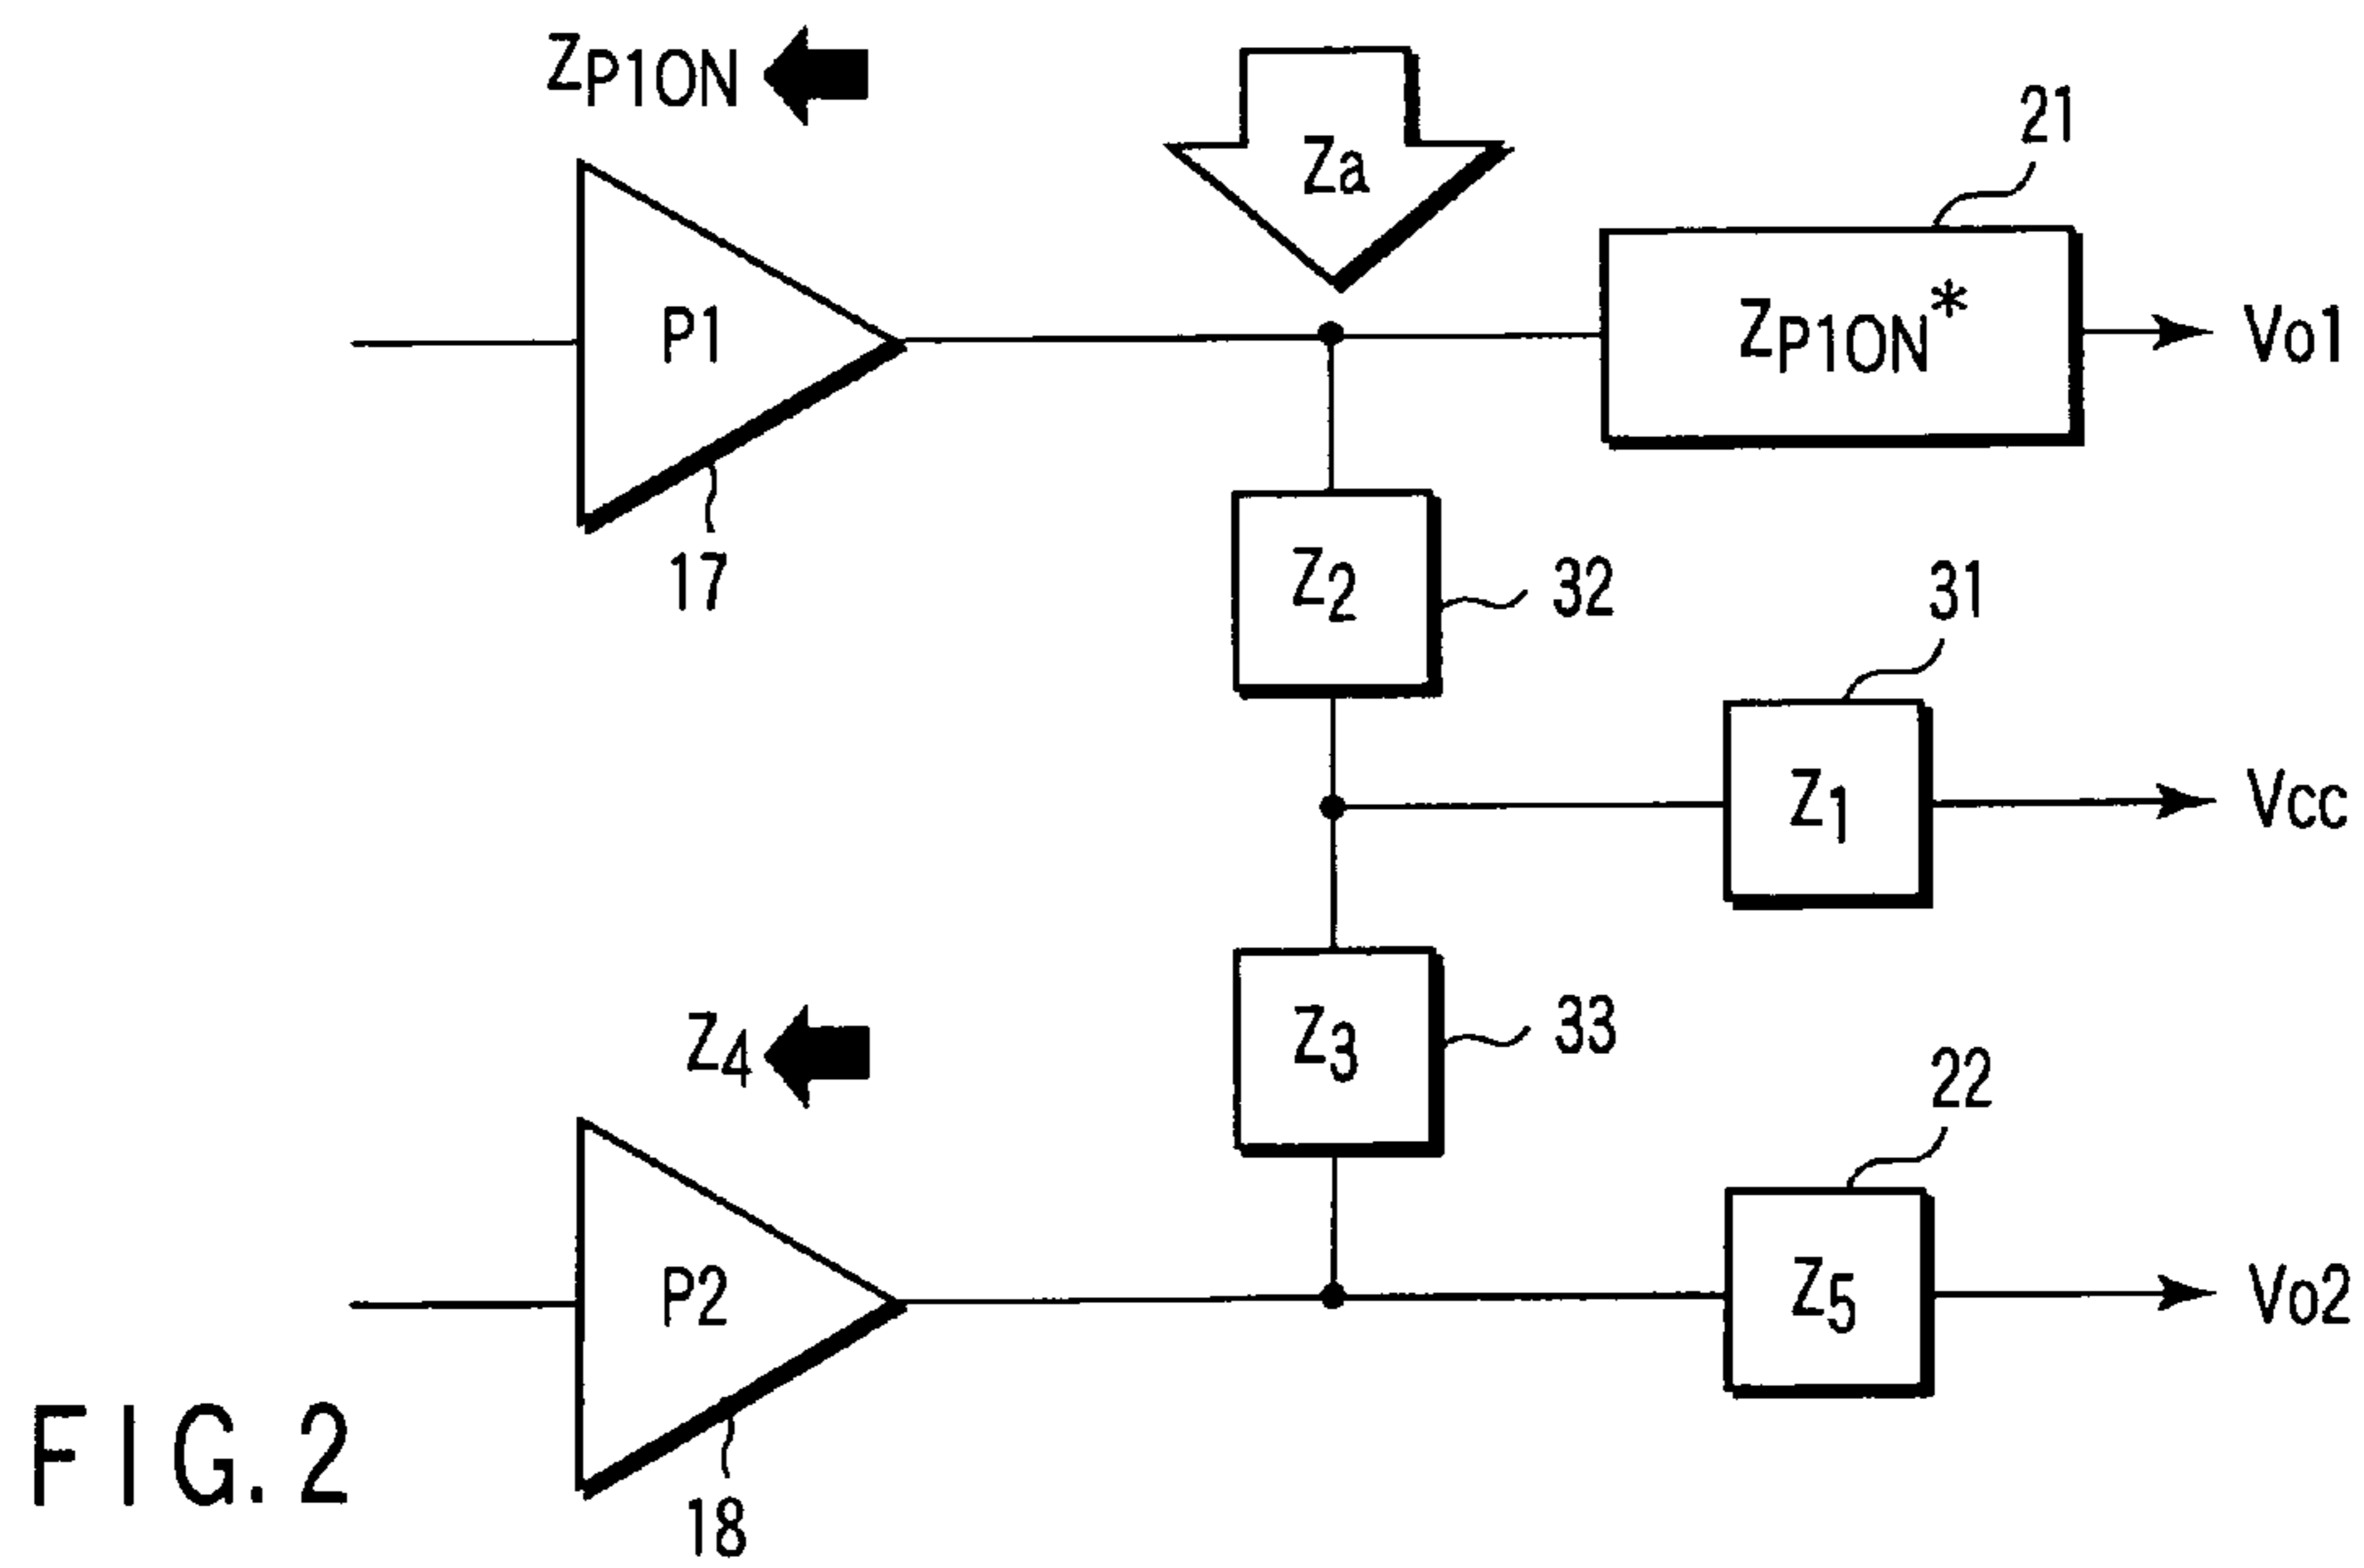 ZP1ON
Za
21
P1
ZP1ON*
Vo1
17
Z2
32
31
Z1
Vcc
Z3
33
Z4
22
P2
Z5
Vo2
18
FIG. 2